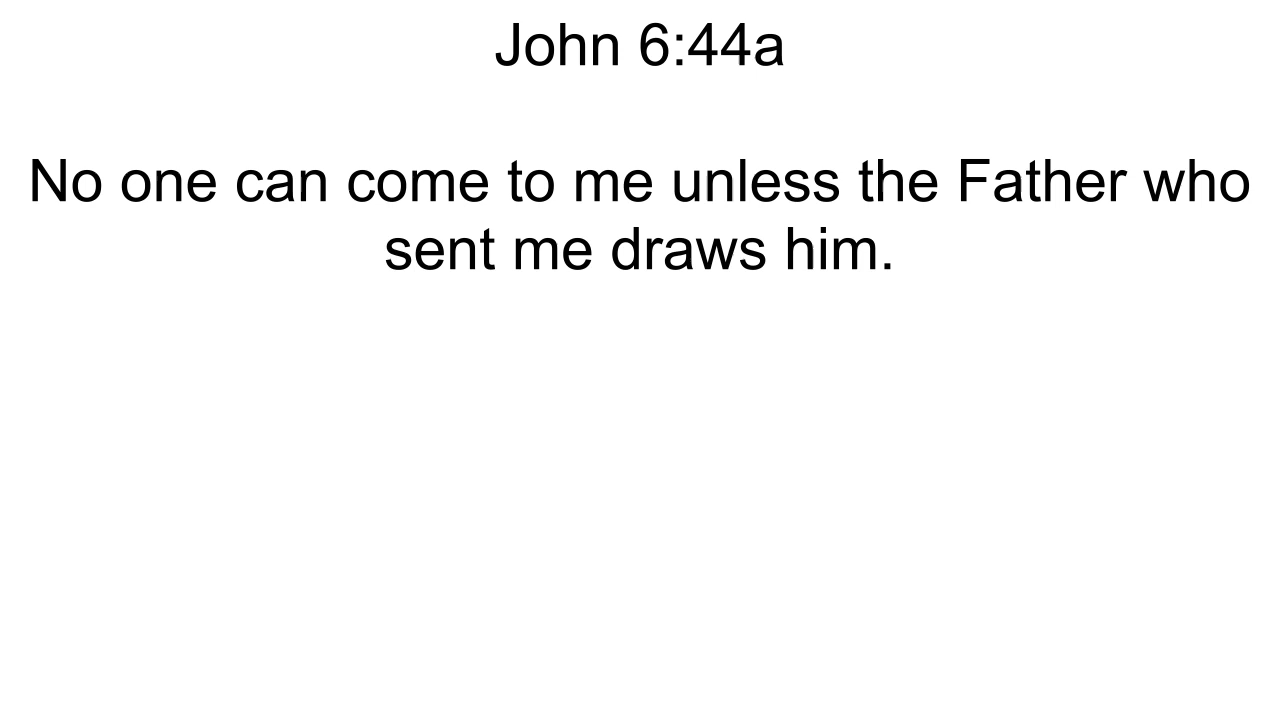 John 6:44a
No one can come to me unless the Father who
sent me draws him.